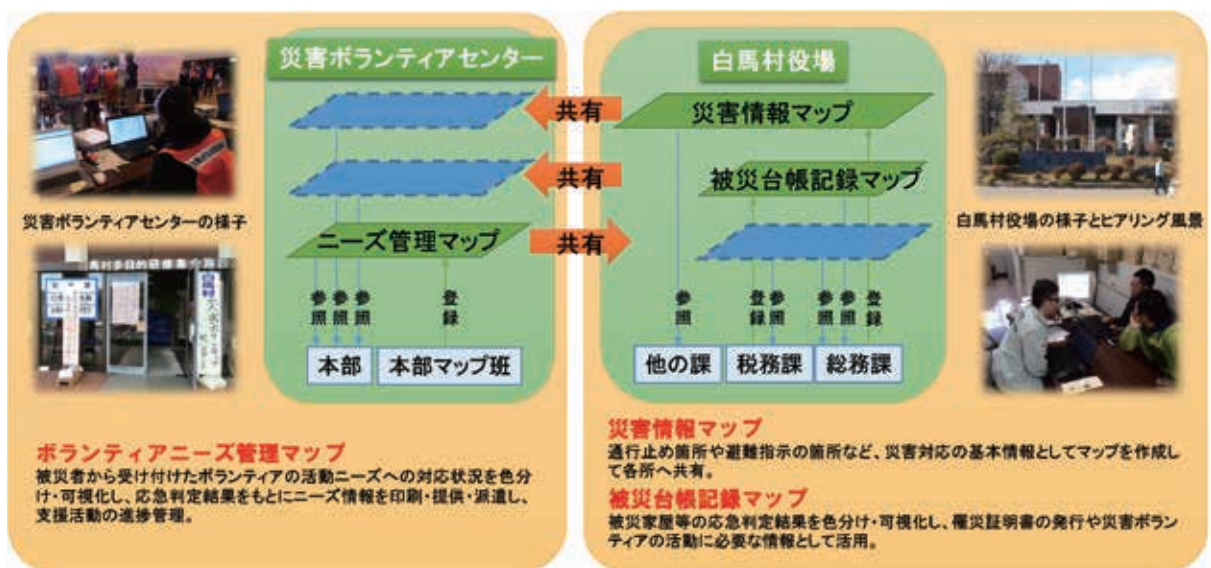 災害ボランティアセンター
白馬村役場
共有
災害情報マップ
共有
被災台帳記録マップ
ニーズ管理マップ
共有
災害ボランティアセンターの様子
白馬村役場の様子とヒアリング風景
参照
参照
参照
登録
参照
登録
参照
参照
参照
登録
本部
本部マップ班
他の課
税務課
総務課
ボランティアニーズ管理マップ
被災者から受け付けたボランティアの活動ニーズへの対応状況を色分
け・可視化し、応急判定結果をもとにニーズ情報を印刷・提供・派遣し、
支援活動の進捗管理。
災害情報マップ
通行止め箇所や避難指示の箇所など、災害対応の基本情報としてマップを作成し
て各所へ共有。
被災台帳記録マップ
被災家屋等の応急判定結果を色分け・可視化し、罹災証明書の発行や災害ボラン
ティアの活動に必要な情報として活用。